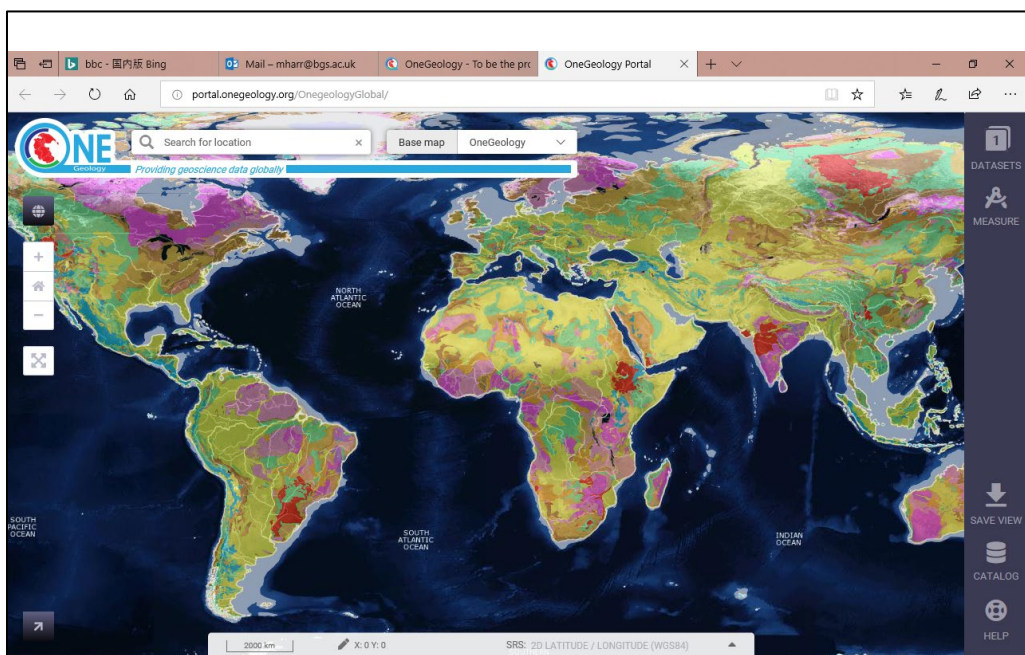 bbc - 国内版 Bing
Mail – mharr@bgs.ac.uk
OneGeology - To be the pro
OneGeology Portal
portal.onegeology.org/OnegeologyGlobal/
ONE
Geology
Providing geoscience data globally
Search for location
Base map
OneGeology
1
DATASETS
MEASURE
NORTH
ATLANTIC
OCEAN
SOUTH
PACIFIC
OCEAN
SOUTH
ATLANTIC
OCEAN
INDIAN
OCEAN
SAVE VIEW
CATALOG
HELP
2000 km
X: 0 Y: 0
SRS: 2D LATITUDE / LONGITUDE (WGS84)